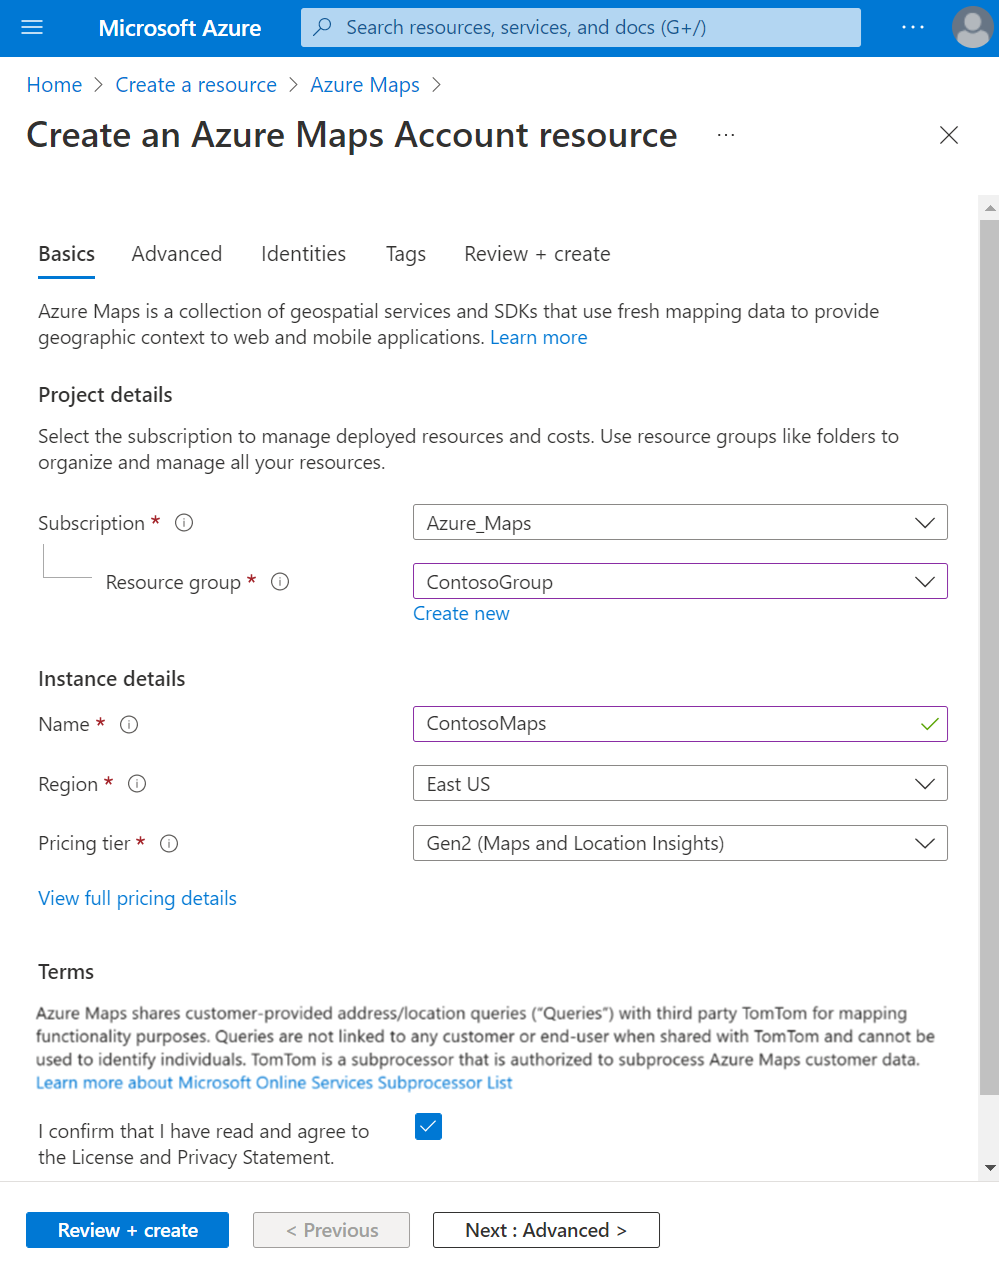 Microsoft Azure
Search resources, services, and docs (G+/)
...
Home > Create a resource > Azure Maps >
Create an Azure Maps Account resource ...
Basics Advanced Identities Tags Review + create
Azure Maps is a collection of geospatial services and SDKs that use fresh mapping data to provide
geographic context to web and mobile applications. Learn more
Project details
Select the subscription to manage deployed resources and costs. Use resource groups like folders to
organize and manage all your resources.
Subscription * Azure_Maps
Resource group * ContosoGroup
Create new
Instance details
Name * ContosoMaps
Region * East US
Pricing tier * Gen2 (Maps and Location Insights)
View full pricing details
Terms
Azure Maps shares customer-provided address/location queries (“Queries”) with third party TomTom for mapping
functionality purposes. Queries are not linked to any customer or end-user when shared with TomTom and cannot be
used to identify individuals. TomTom is a subprocessor that is authorized to subprocess Azure Maps customer data.
Learn more about Microsoft Online Services Subprocessor List
I confirm that I have read and agree to
the License and Privacy Statement.
Review + create < Previous Next : Advanced >